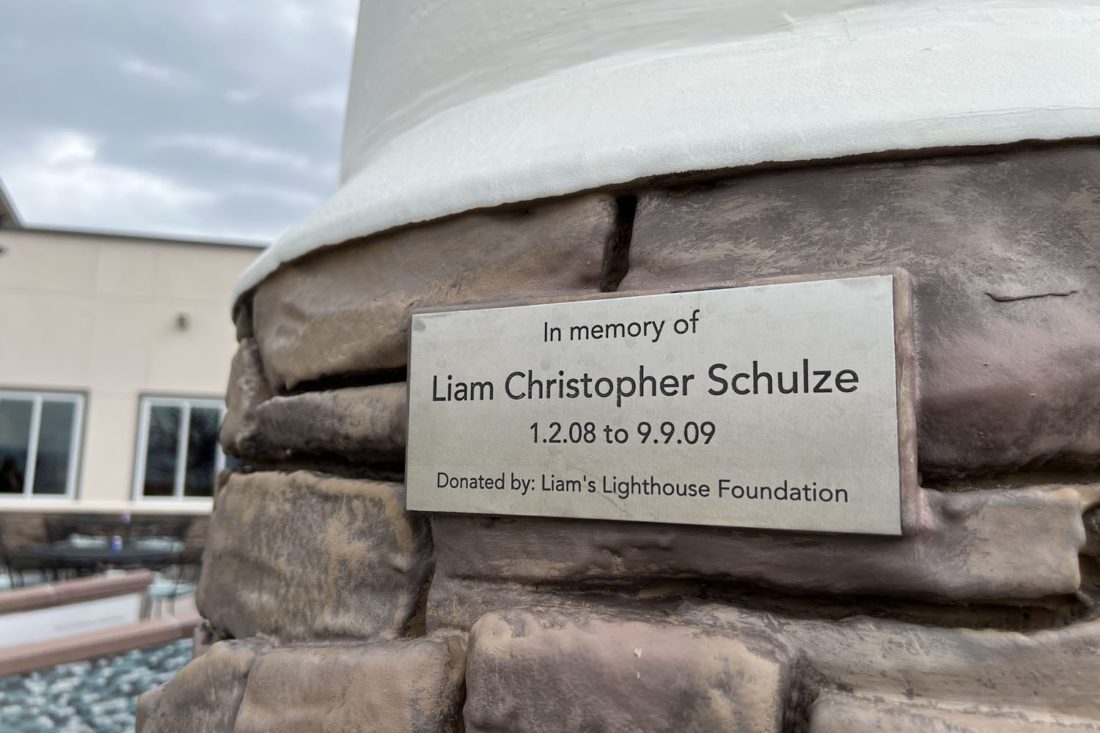 In memory of
Liam Christopher Schulze
1.2.08 to 9.9.09
Donated by: Liam's Lighthouse Foundation